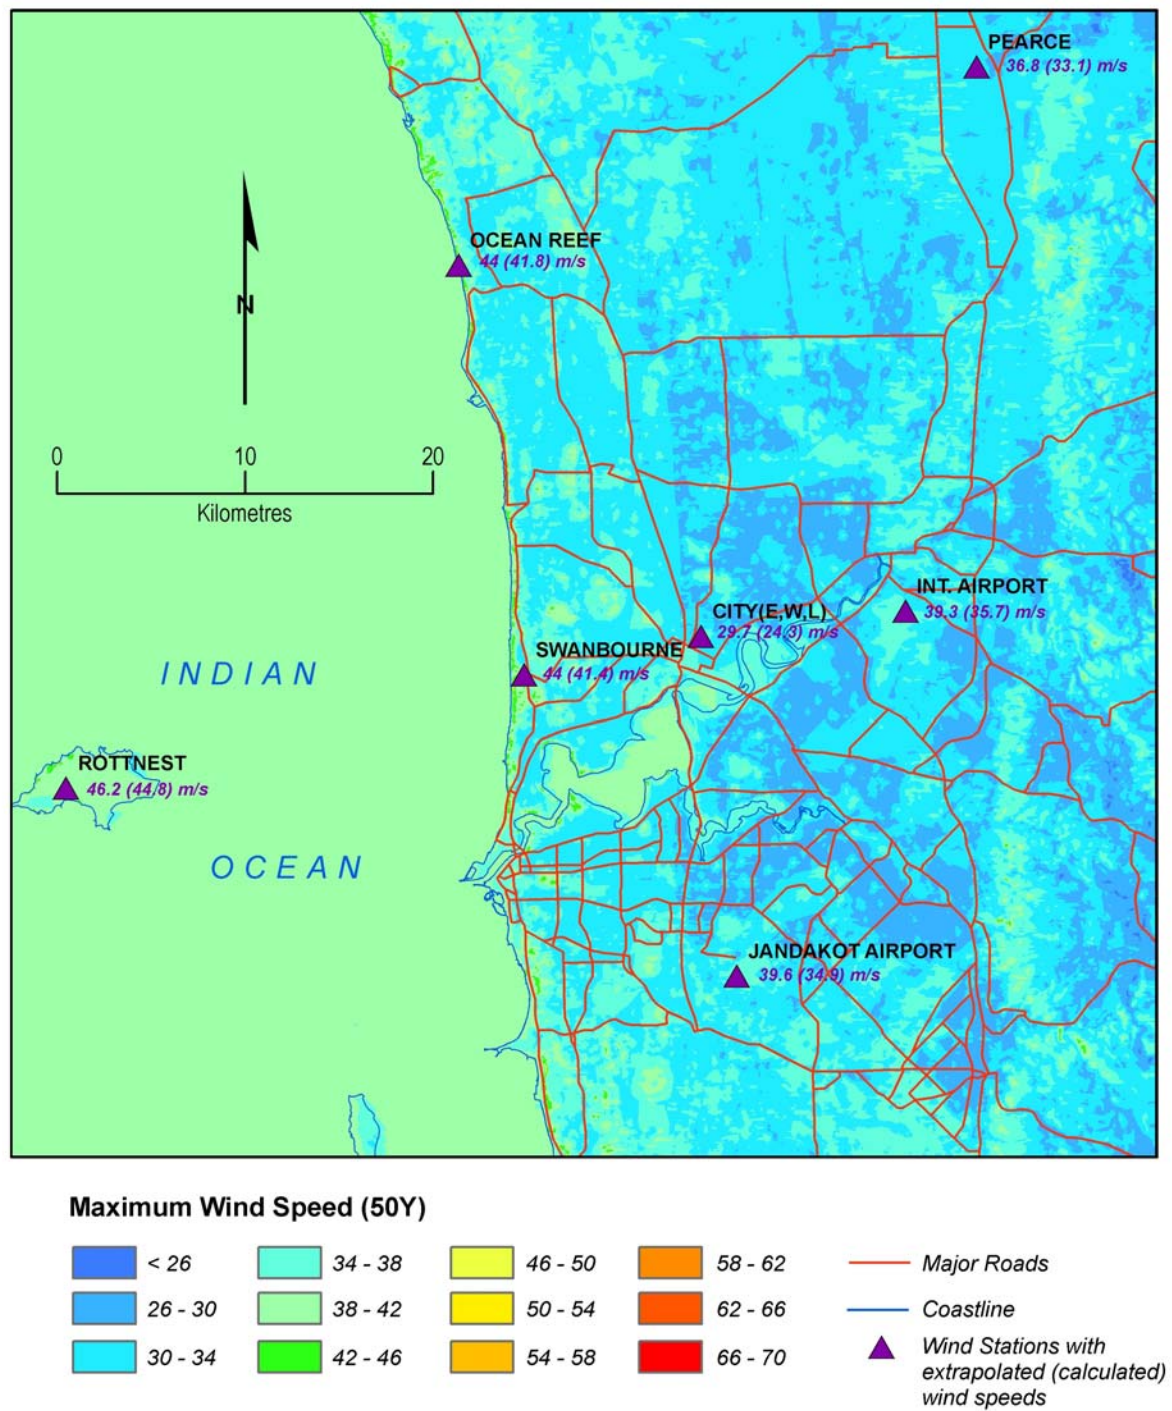 PEARCE
36.8 (33.1) m/s
OCEAN REEF
44 (41.8) m/s
N
0 10 20
Kilometres
INT. AIRPORT
39.3 (35.7) m/s
CITY(E,W,L)
29.7 (24.3) m/s
SWANBOURNE
44 (41.4) m/s
INDIAN
ROTTNEST
46.2 (44.8) m/s
OCEAN
JANDAKOT AIRPORT
39.6 (34.9) m/s
Maximum Wind Speed (50Y)
< 26
26 - 30
30 - 34
34 - 38
38 - 42
42 - 46
46 - 50
50 - 54
54 - 58
58 - 62
62 - 66
66 - 70
Major Roads
Coastline
Wind Stations with
extrapolated (calculated)
wind speeds